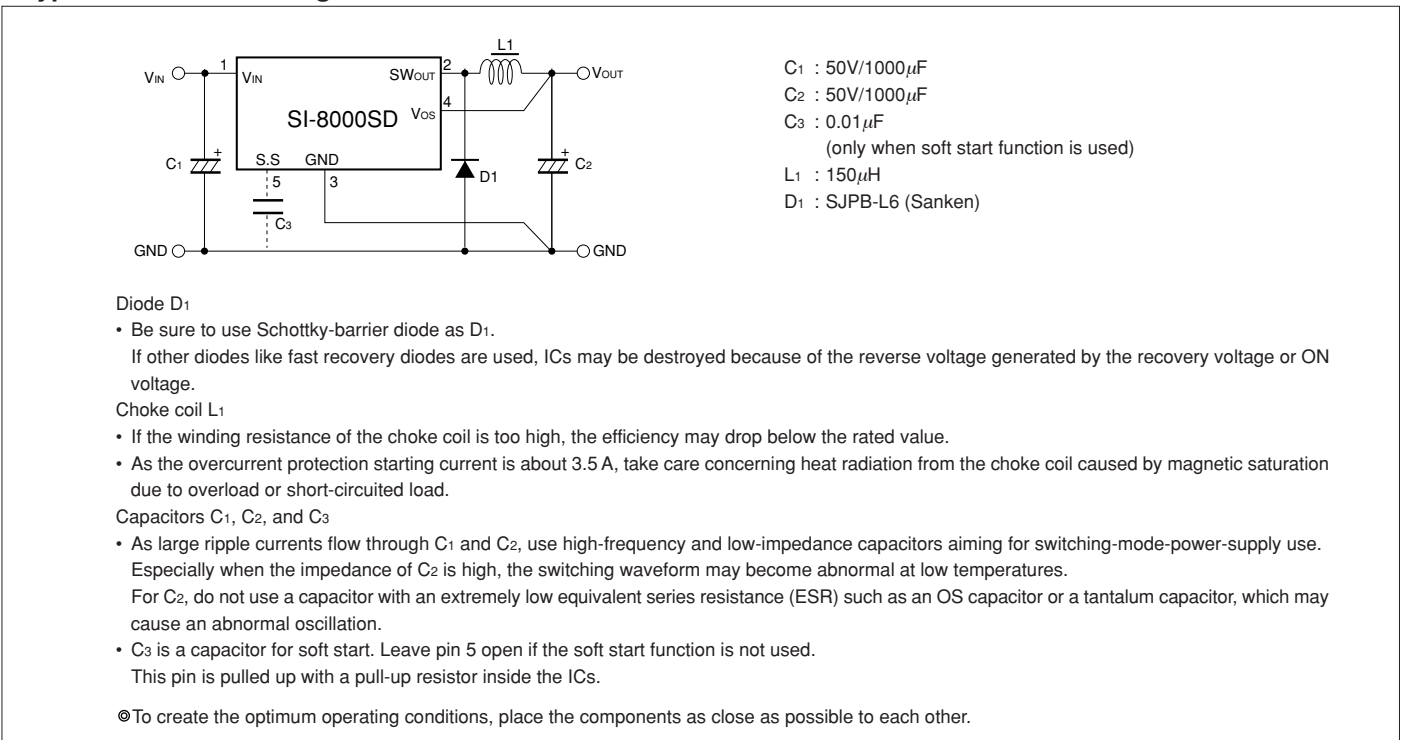 L1
VIN 1 VIN SWOUT 2 VOUT
4
SI-8000SD VOS
C1 + S.S GND + C2
5 3 D1
C3
GND GND
C1 : 50V/1000μF
C2 : 50V/1000μF
C3 : 0.01μF
(only when soft start function is used)
L1 : 150μH
D1 : SJPB-L6 (Sanken)
Diode D1
• Be sure to use Schottky-barrier diode as D1.
If other diodes like fast recovery diodes are used, ICs may be destroyed because of the reverse voltage generated by the recovery voltage or ON
voltage.
Choke coil L1
• If the winding resistance of the choke coil is too high, the efficiency may drop below the rated value.
• As the overcurrent protection starting current is about 3.5 A, take care concerning heat radiation from the choke coil caused by magnetic saturation
due to overload or short-circuited load.
Capacitors C1, C2, and C3
• As large ripple currents flow through C1 and C2, use high-frequency and low-impedance capacitors aiming for switching-mode-power-supply use.
Especially when the impedance of C2 is high, the switching waveform may become abnormal at low temperatures.
For C2, do not use a capacitor with an extremely low equivalent series resistance (ESR) such as an OS capacitor or a tantalum capacitor, which may
cause an abnormal oscillation.
• C3 is a capacitor for soft start. Leave pin 5 open if the soft start function is not used.
This pin is pulled up with a pull-up resistor inside the ICs.
◎To create the optimum operating conditions, place the components as close as possible to each other.